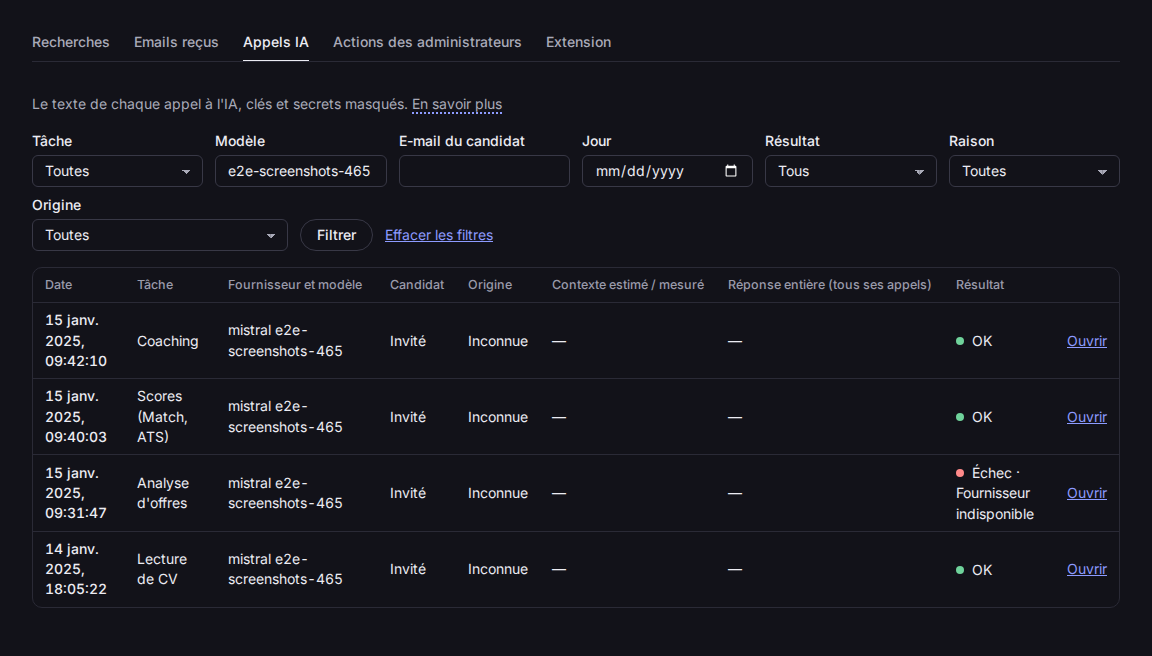 Recherches Emails reçus Appels IA Actions des administrateurs Extension
Le texte de chaque appel à l'IA, clés et secrets masqués. En savoir plus
Tâche Modèle E-mail du candidat Jour Résultat Raison
Toutes e2e-screenshots-465 mm/dd/yyyy Tous Toutes
Origine
Toutes Filtrer Effacer les filtres
Date Tâche Fournisseur et modèle Candidat Origine Contexte estimé / mesuré Réponse entière (tous ses appels) Résultat
15 janv.
2025,
09:42:10
Coaching
mistral e2e-
screenshots-465
Invité Inconnue — — OK Ouvrir
15 janv.
2025,
09:40:03
Scores
(Match,
ATS)
mistral e2e-
screenshots-465
Invité Inconnue — — OK Ouvrir
15 janv.
2025,
09:31:47
Analyse
d'offres
mistral e2e-
screenshots-465
Invité Inconnue — —
Échec ·
Fournisseur
indisponible
Ouvrir
14 janv.
2025,
18:05:22
Lecture
de CV
mistral e2e-
screenshots-465
Invité Inconnue — — OK Ouvrir